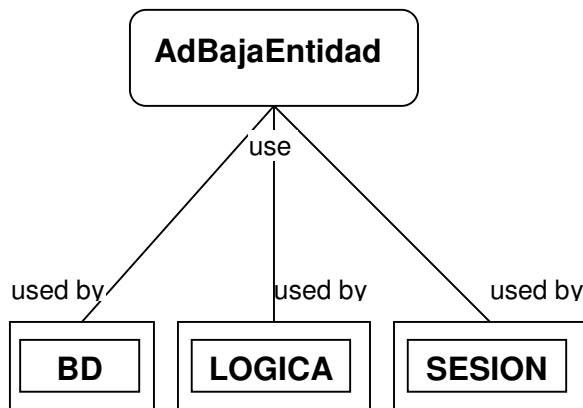 AdBajaEntidad
use
used by
used by
used by
BD
LOGICA
SESION